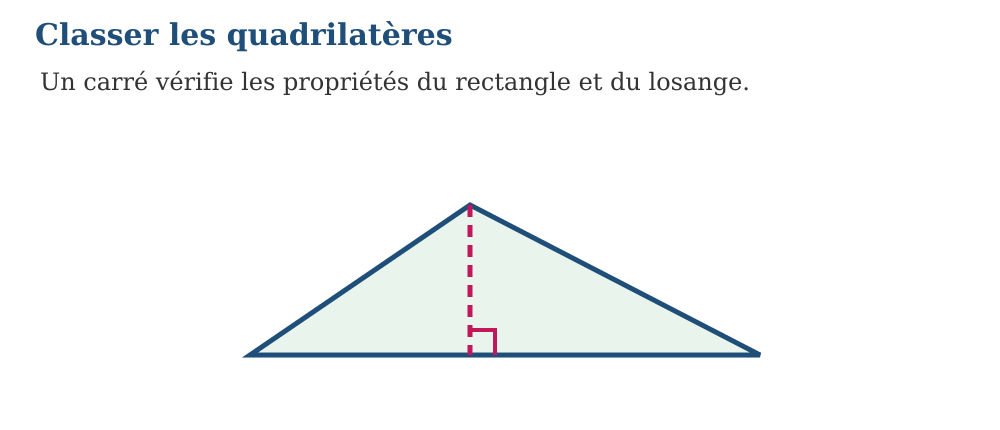 Classer les quadrilatères
Un carré vérifie les propriétés du rectangle et du losange.